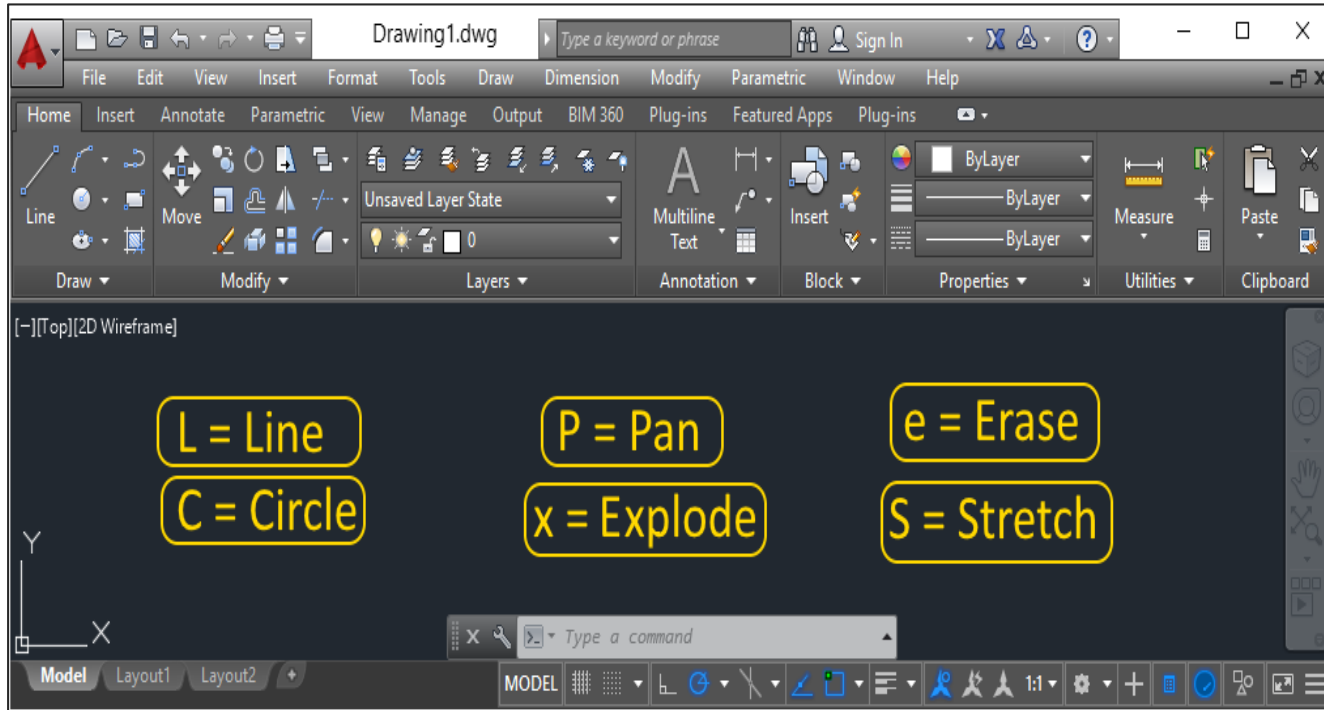 Drawing1.dwg Type a keyword or phrase Sign In
File Edit View Insert Format Tools Draw Dimension Modify Parametric Window Help
Home Insert Annotate Parametric View Manage Output BIM 360 Plug-ins Featured Apps Plug-ins
ByLayer
Unsaved Layer State
ByLayer
Line Move Multiline Text Insert Measure Paste
0 ByLayer
Draw Modify Layers Annotation Block Properties Utilities Clipboard
[−][Top][2D Wireframe]
L = Line P = Pan e = Erase
C = Circle x = Explode S = Stretch
Y
X
Type a command
Model Layout1 Layout2
MODEL 1:1